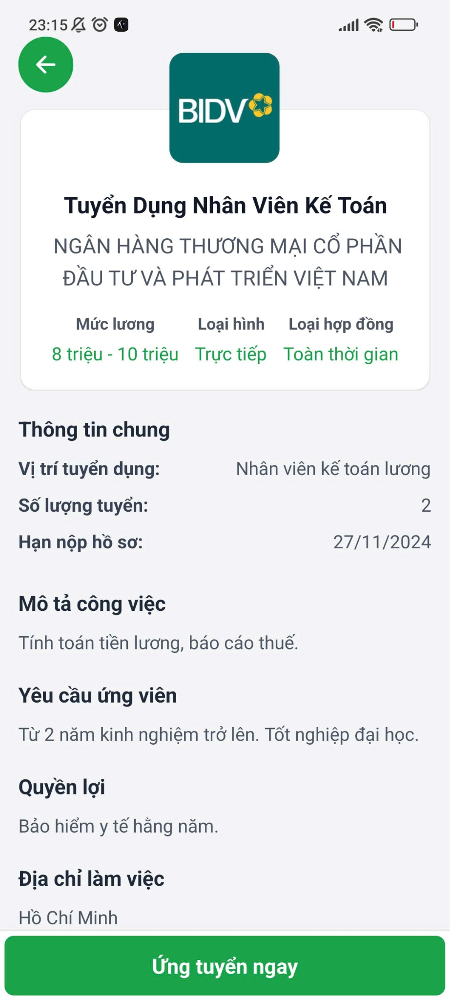 23:15
BIDV
Tuyển Dụng Nhân Viên Kế Toán
NGÂN HÀNG THƯƠNG MẠI CỔ PHẦN
ĐẦU TƯ VÀ PHÁT TRIỂN VIỆT NAM
Mức lương Loại hình Loại hợp đồng
8 triệu - 10 triệu Trực tiếp Toàn thời gian
Thông tin chung
Vị trí tuyển dụng: Nhân viên kế toán lương
Số lượng tuyển: 2
Hạn nộp hồ sơ: 27/11/2024
Mô tả công việc
Tính toán tiền lương, báo cáo thuế.
Yêu cầu ứng viên
Từ 2 năm kinh nghiệm trở lên. Tốt nghiệp đại học.
Quyền lợi
Bảo hiểm y tế hằng năm.
Địa chỉ làm việc
Hồ Chí Minh
Ứng tuyển ngay